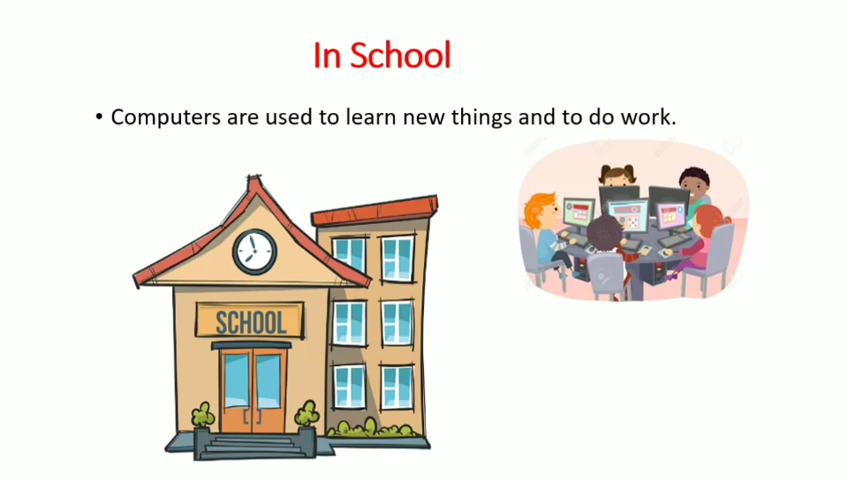 In School
• Computers are used to learn new things and to do work.
SCHOOL